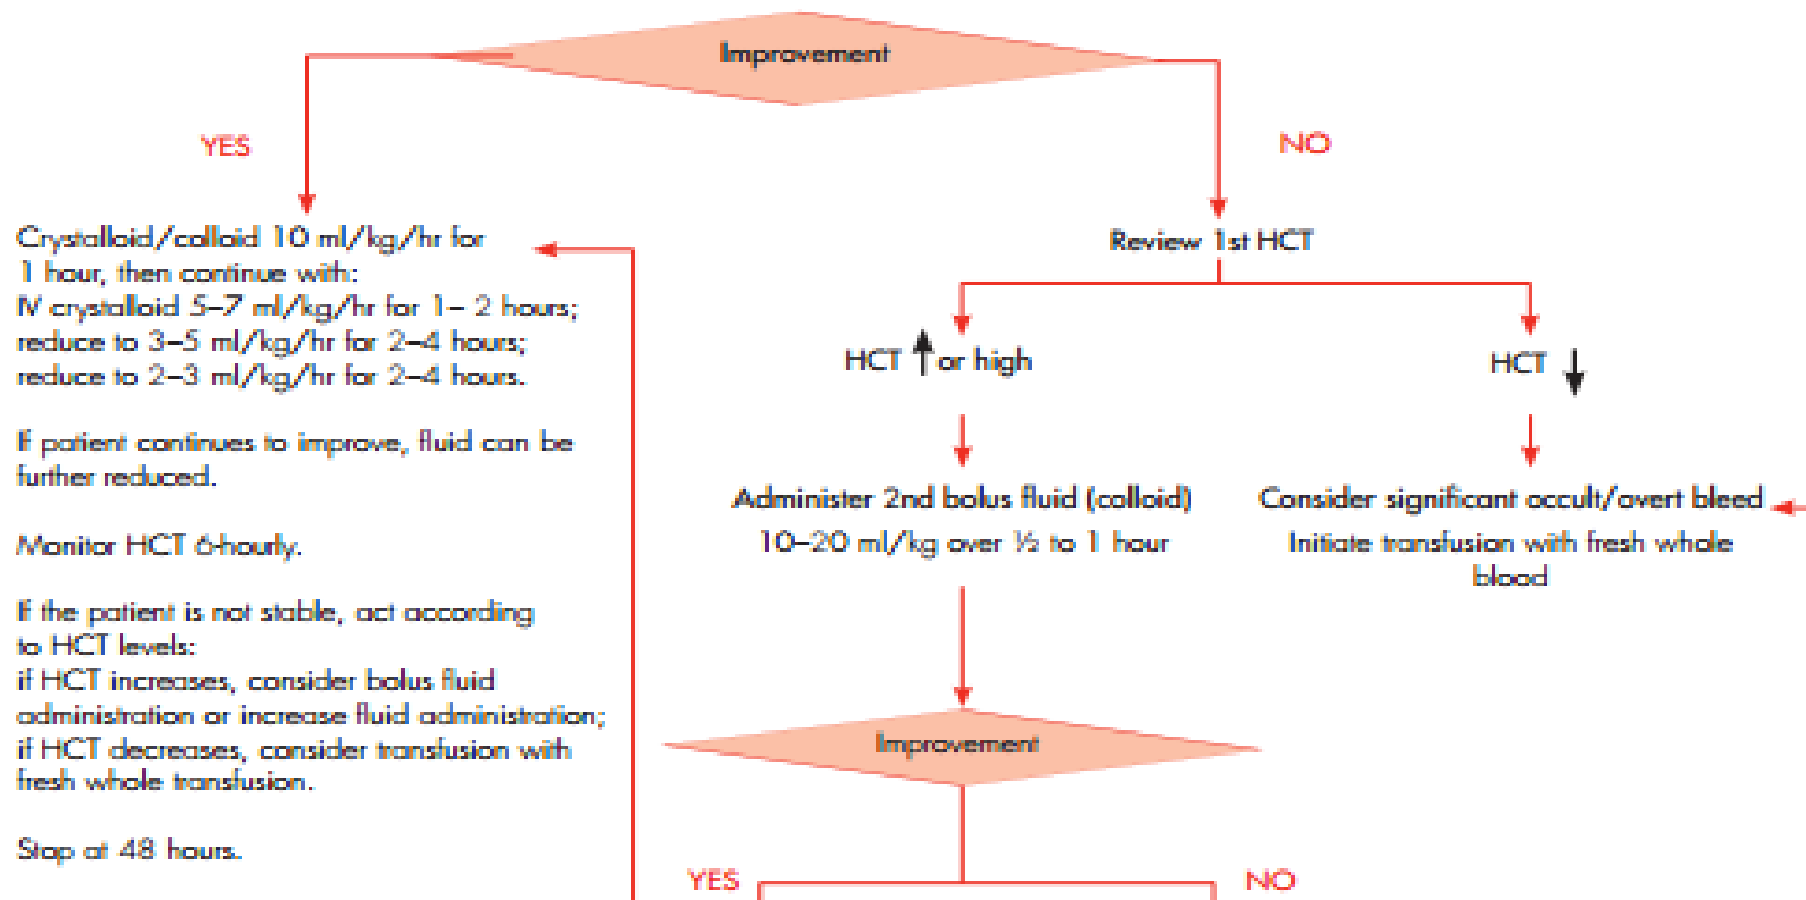 Improvement
YES
NO
Crystalloid/colloid 10 ml/kg/hr for
1 hour, then continue with:
IV crystalloid 5–7 ml/kg/hr for 1– 2 hours;
reduce to 3–5 ml/kg/hr for 2–4 hours;
reduce to 2–3 ml/kg/hr for 2–4 hours.
If patient continues to improve, fluid can be
further reduced.
Monitor HCT 6-hourly.
If the patient is not stable, act according
to HCT levels:
if HCT increases, consider bolus fluid
administration or increase fluid administration;
if HCT decreases, consider transfusion with
fresh whole transfusion.
Stop at 48 hours.
Review 1st HCT
HCT ↑ or high
HCT ↓
Administer 2nd bolus fluid (colloid)
10–20 ml/kg over ½ to 1 hour
Consider significant occult/overt bleed
Initiate transfusion with fresh whole
blood
Improvement
YES
NO